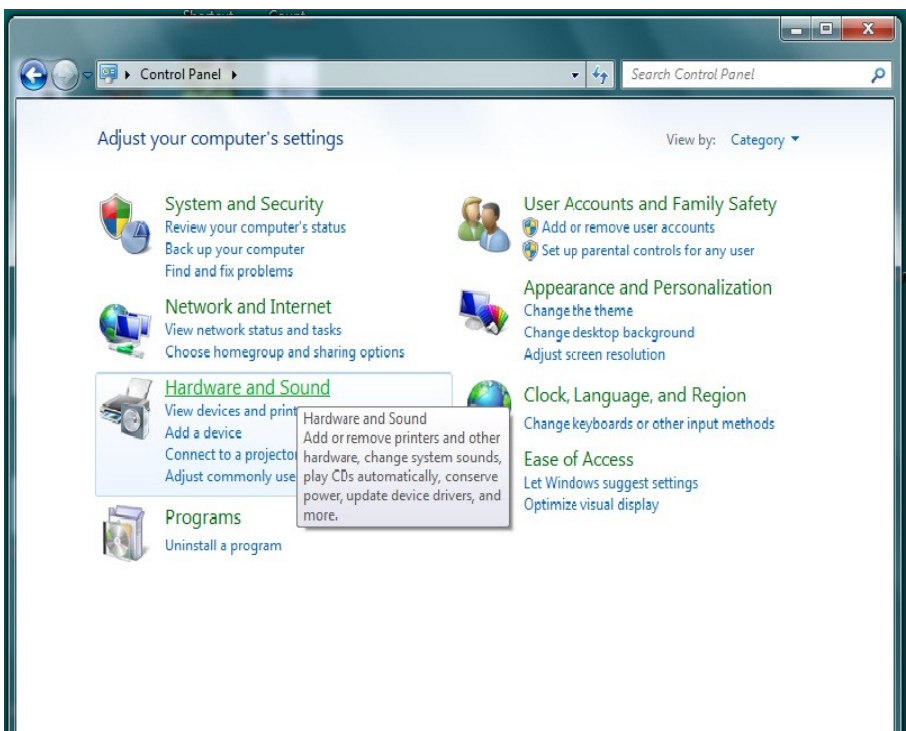 Shortcut Count
Control Panel
Search Control Panel
Adjust your computer's settings
View by: Category
System and Security
Review your computer's status
Back up your computer
Find and fix problems
Network and Internet
View network status and tasks
Choose homegroup and sharing options
Hardware and Sound
View devices and print
Add a device
Connect to a projector
Adjust commonly use
Hardware and Sound
Add or remove printers and other
hardware, change system sounds,
play CDs automatically, conserve
power, update device drivers, and
more.
Programs
Uninstall a program
User Accounts and Family Safety
Add or remove user accounts
Set up parental controls for any user
Appearance and Personalization
Change the theme
Change desktop background
Adjust screen resolution
Clock, Language, and Region
Change keyboards or other input methods
Ease of Access
Let Windows suggest settings
Optimize visual display